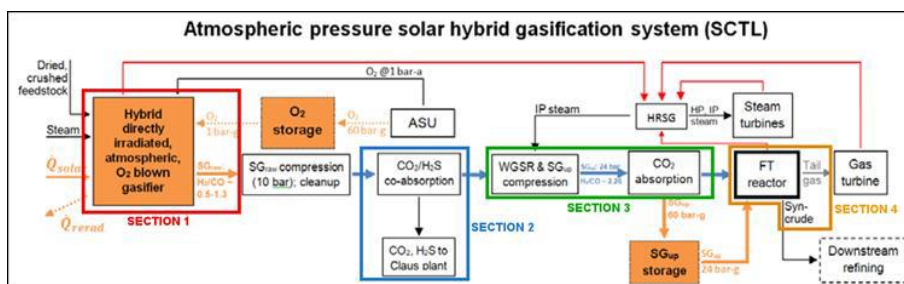 Atmospheric pressure solar hybrid gasification system (SCTL)
Dried,
crushed
feedstock
Steam
Q̇solar
Q̇rerad
Hybrid
directly
irradiated,
atmospheric,
O₂ blown
gasifier
SECTION 1
O₂ @1 bar-a
O₂
1 bar-g
O₂
storage
O₂
60 bar-g
ASU
SGraw,
H₂/CO ~
0.5-1.3
SGraw compression
(10 bar); cleanup
CO₂/H₂S
co-absorption
CO₂, H₂S to
Claus plant
SECTION 2
IP steam
WGSR & SGup
compression
SGup: 24 bar,
H₂/CO ~ 2.26
CO₂
absorption
SECTION 3
SGup
60 bar-g
SGup
storage
SGup
24 bar-g
HRSG
HP, IP
steam
Steam
turbines
FT
reactor
Tail
gas
Gas
turbine
Syn-
crude
SECTION 4
Downstream
refining